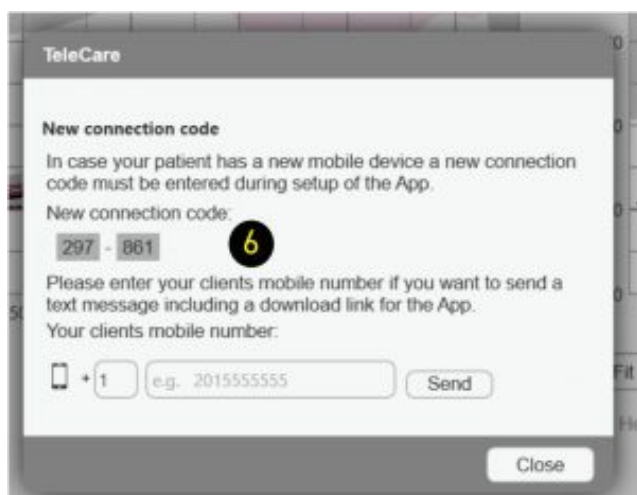 TeleCare
New connection code
In case your patient has a new mobile device a new connection
code must be entered during setup of the App.
New connection code:
297 - 861
6
Please enter your clients mobile number if you want to send a
text message including a download link for the App.
Your clients mobile number:
+ 1 e.g. 2015555555 Send
Fit
Close